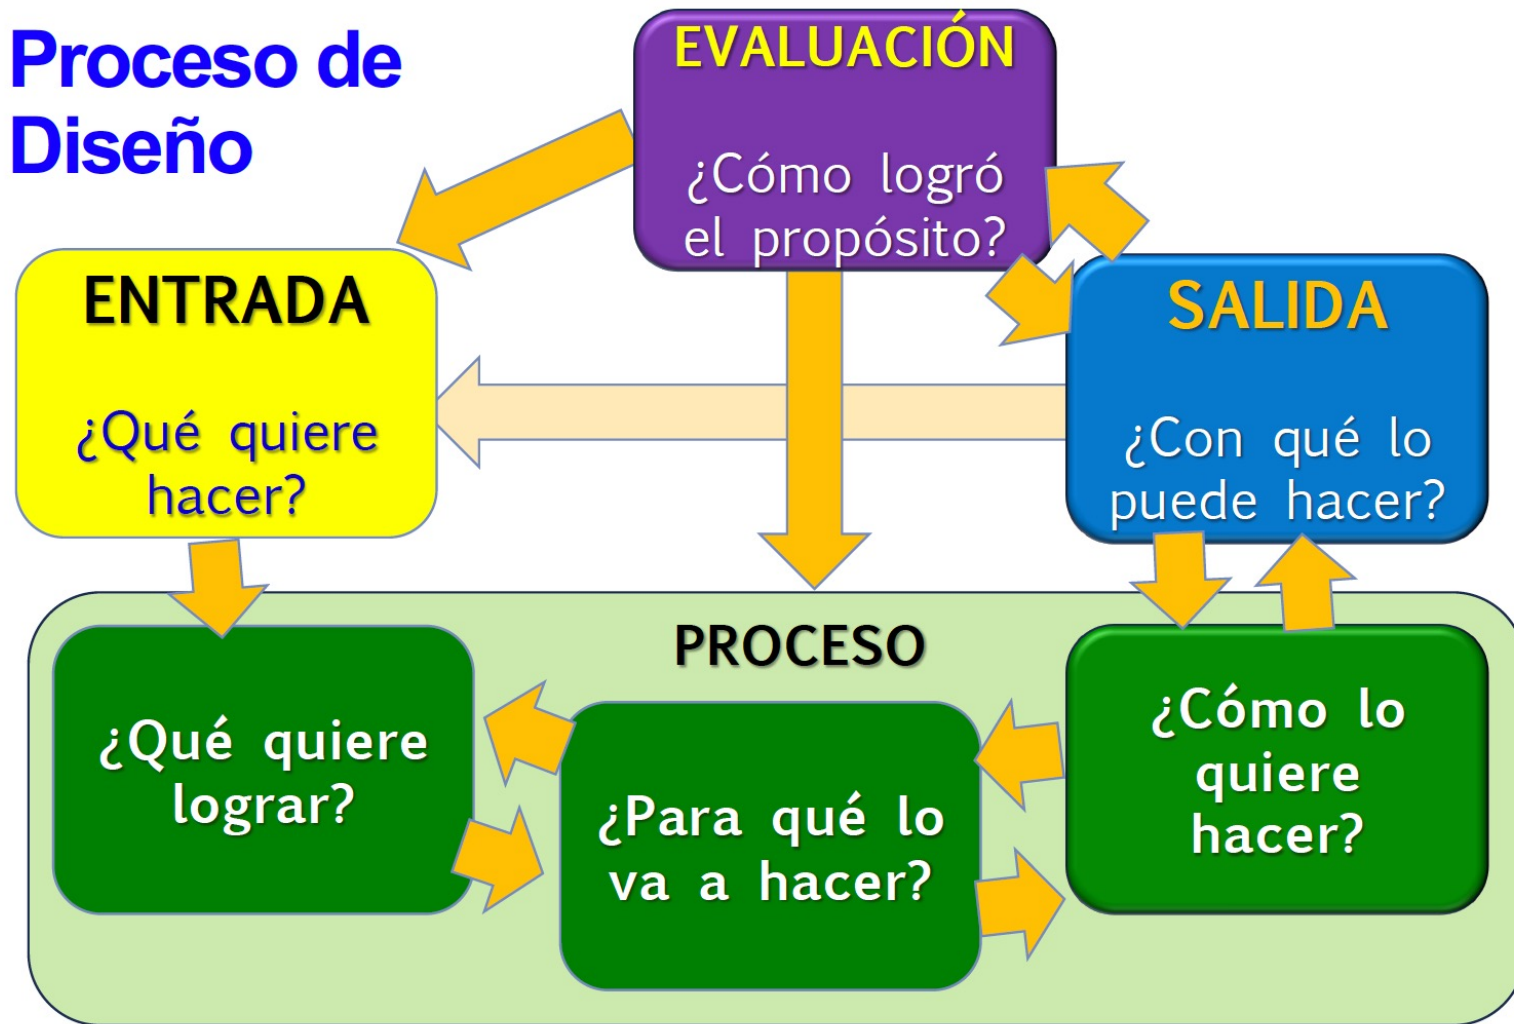 Proceso de
Diseño
EVALUACIÓN
¿Cómo logró
el propósito?
ENTRADA
¿Qué quiere
hacer?
SALIDA
¿Con qué lo
puede hacer?
PROCESO
¿Qué quiere
lograr?
¿Para qué lo
va a hacer?
¿Cómo lo
quiere
hacer?